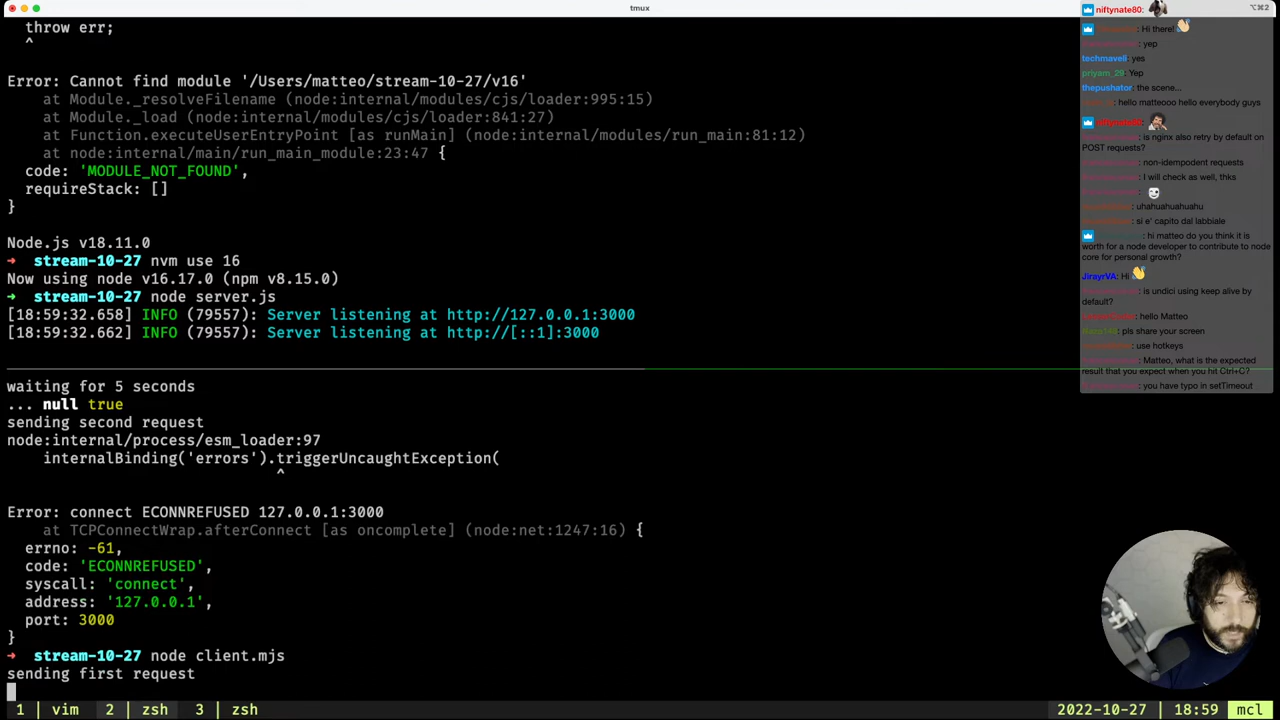 tmux
⌥⌘2
throw err;
^
Error: Cannot find module '/Users/matteo/stream-10-27/v16'
at Module._resolveFilename (node:internal/modules/cjs/loader:995:15)
at Module._load (node:internal/modules/cjs/loader:841:27)
at Function.executeUserEntryPoint [as runMain] (node:internal/modules/run_main:81:12)
at node:internal/main/run_main_module:23:47 {
code: 'MODULE_NOT_FOUND',
requireStack: []
}
Node.js v18.11.0
➜ stream-10-27 nvm use 16
Now using node v16.17.0 (npm v8.15.0)
➜ stream-10-27 node server.js
[18:59:32.658] INFO (79557): Server listening at http://127.0.0.1:3000
[18:59:32.662] INFO (79557): Server listening at http://[::1]:3000
waiting for 5 seconds
... null true
sending second request
node:internal/process/esm_loader:97
internalBinding('errors').triggerUncaughtException(
^
Error: connect ECONNREFUSED 127.0.0.1:3000
at TCPConnectWrap.afterConnect [as oncomplete] (node:net:1247:16) {
errno: -61,
code: 'ECONNREFUSED',
syscall: 'connect',
address: '127.0.0.1',
port: 3000
}
➜ stream-10-27 node client.mjs
sending first request
1 | vim 2 | zsh 3 | zsh
2022-10-27 | 18:59 | mcl
niftynate80:
: Hi there!
: yep
techmave8: yes
priyam_29: Yep
thepushator: the scene...
: hello matteooo hello everybody guys
niftynate80:
: is nginx also retry by default on
POST requests?
: non-idempodent requests
: I will check as well, thks
: uhahuahuahuahu
: si e' capito dal labbiale
: hi matteo do you think it is
worth for a node developer to contribute to node
core for personal growth?
JirayrVA: Hi
: is undici using keep alive by
default?
: hello Matteo
: pls share your screen
: use hotkeys
: Matteo, what is the expected
result that you expect when you hit Ctrl+C?
: you have typo in setTimeout